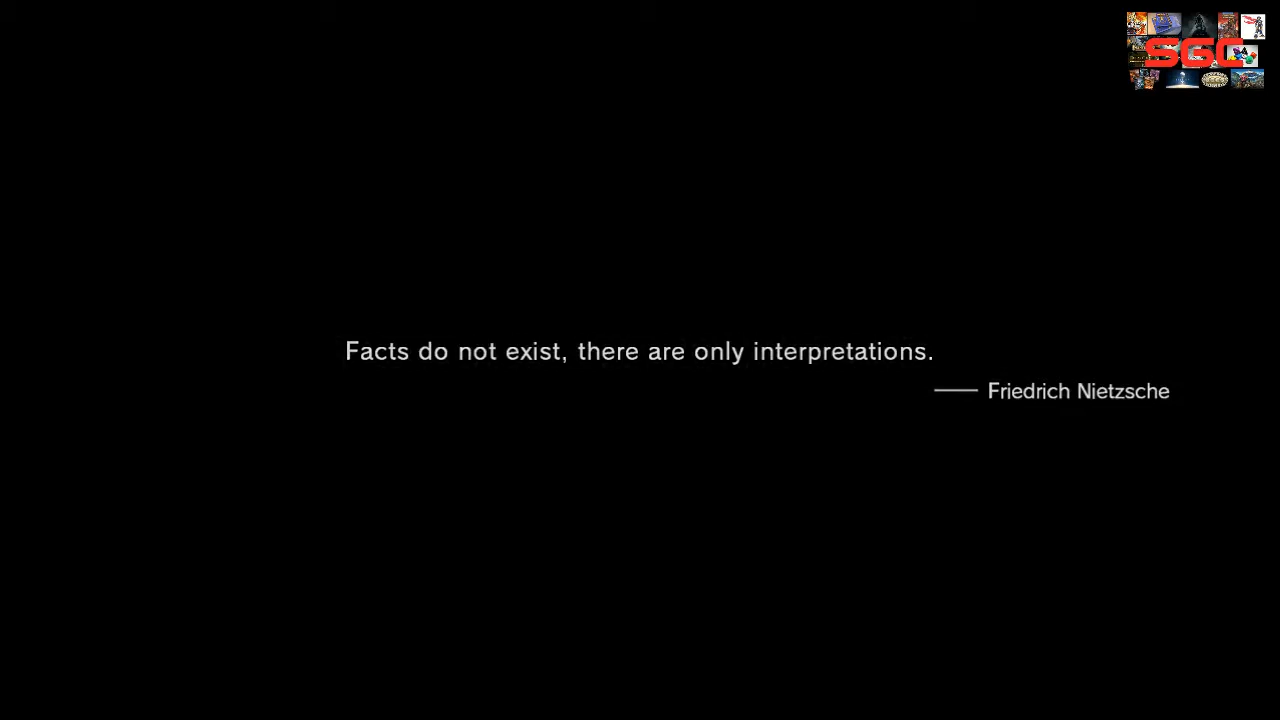 SGC
Facts do not exist, there are only interpretations.
—— Friedrich Nietzsche